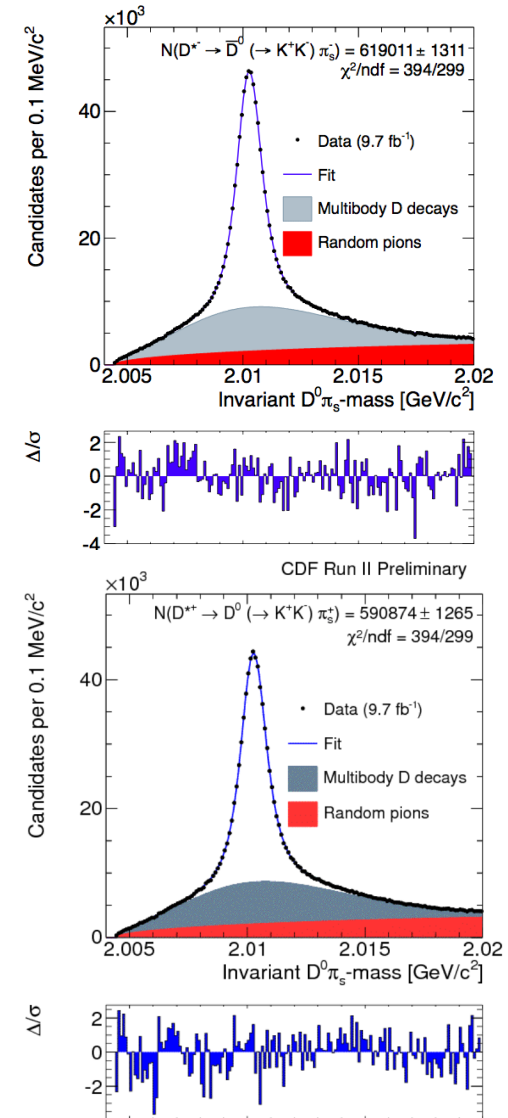 ×10³
N(D*⁻ → D̅⁰ (→ K⁺K⁻) πₛ⁻) = 619011 ± 1311
χ²/ndf = 394/299
Candidates per 0.1 MeV/c²
40
20
0
Data (9.7 fb⁻¹)
Fit
Multibody D decays
Random pions
2.005 2.01 2.015 2.02
Invariant D⁰πₛ-mass [GeV/c²]
Δ/σ
2
0
-2
-4
CDF Run II Preliminary
×10³
N(D*⁺ → D⁰ (→ K⁺K⁻) πₛ⁺) = 590874 ± 1265
χ²/ndf = 394/299
Candidates per 0.1 MeV/c²
40
20
0
Data (9.7 fb⁻¹)
Fit
Multibody D decays
Random pions
2.005 2.01 2.015 2.02
Invariant D⁰πₛ-mass [GeV/c²]
Δ/σ
2
0
-2